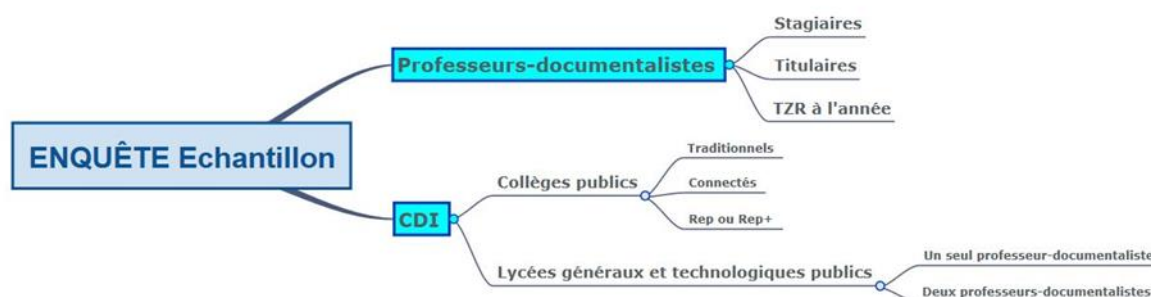 ENQUÊTE Echantillon
Professeurs-documentalistes
Stagiaires
Titulaires
TZR à l'année
CDI
Collèges publics
Traditionnels
Connectés
Rep ou Rep+
Lycées généraux et technologiques publics
Un seul professeur-documentaliste
Deux professeurs-documentalistes